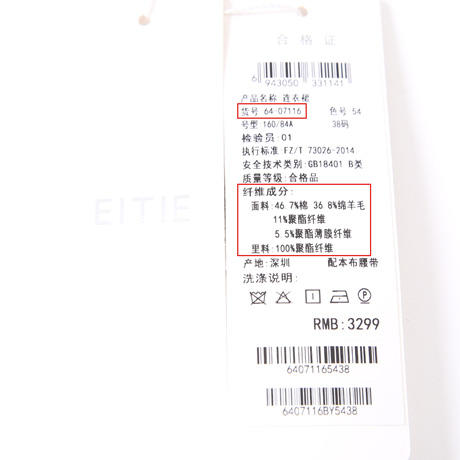 EITIE
合格证
6 943050 331141
产品名称 连衣裙
货号 64-07116 色号 54
号型 160/84A 38码
检验员:01
执行标准 FZ/T 73026-2014
安全技术类别:GB18401 B类
质量等级:合格品
纤维成分:
面料:46 7%棉 36 8%绵羊毛
11%聚酯纤维
5 5%聚酯薄膜纤维
里料:100%聚酯纤维
产地:深圳 配本布腰带
洗涤说明:
RMB:3299
64071165438
6407116BY5438